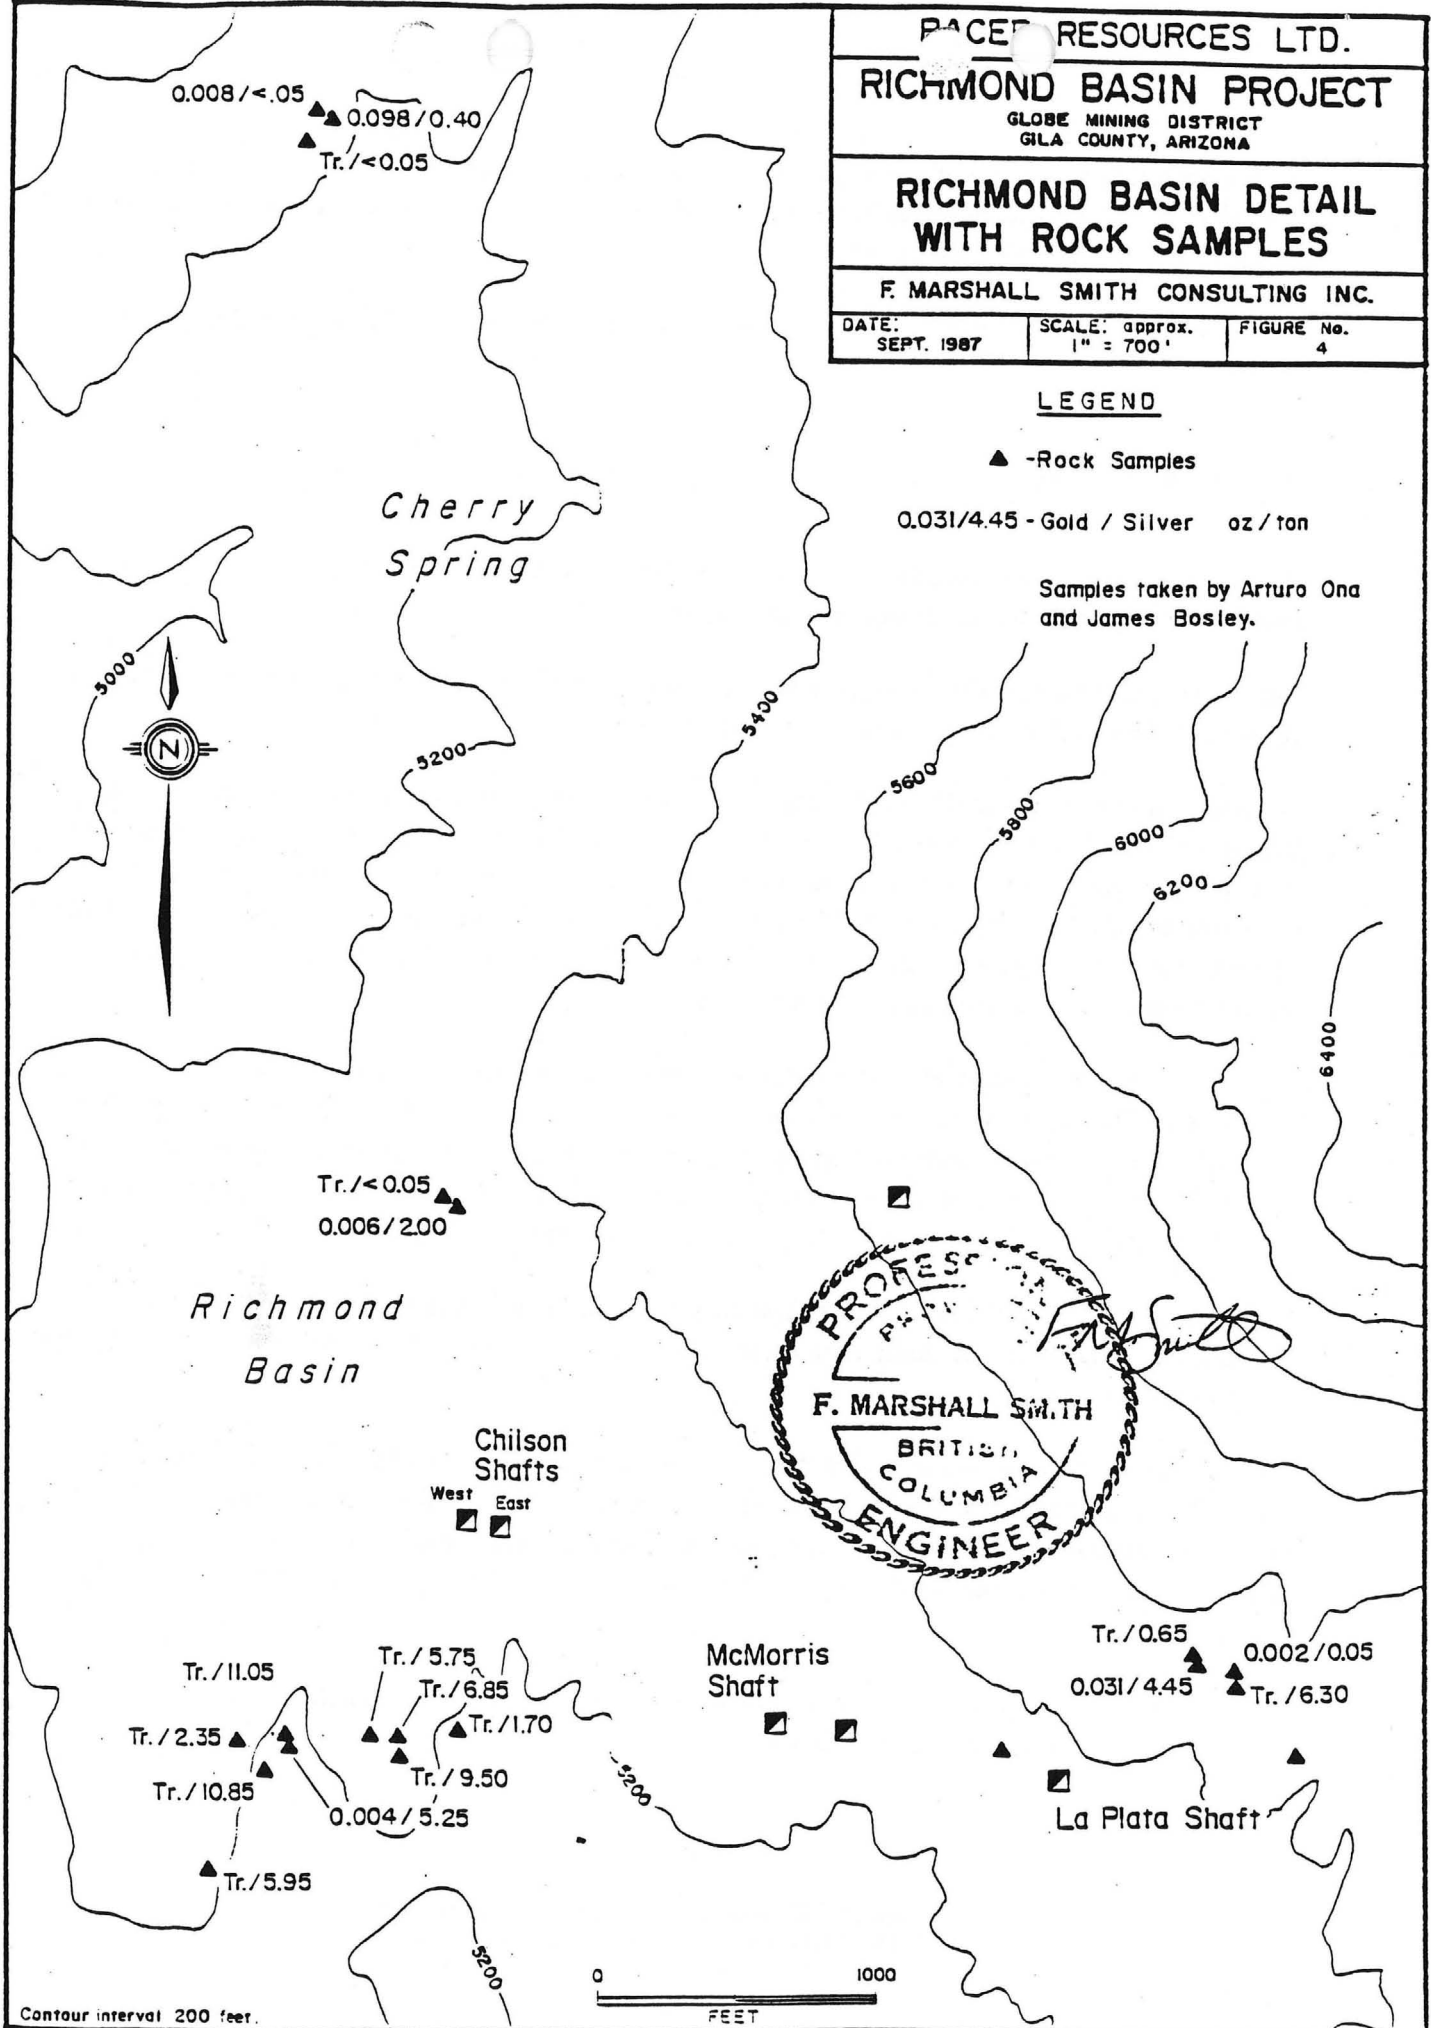 RESOURCES LTD.
RICHMOND BASIN PROJECT
GLOBE MINING DISTRICT
GILA COUNTY, ARIZONA
RICHMOND BASIN DETAIL
WITH ROCK SAMPLES
F. MARSHALL SMITH CONSULTING INC.
DATE:
SEPT. 1987
SCALE: approx.
1" = 700'
FIGURE No.
4
LEGEND
-Rock Samples
0.031/4.45 - Gold / Silver oz/ton
Samples taken by Arturo Ona
and James Bosley.
0.008/<.05
0.098/0.40
Tr./<0.05
Cherry
Spring
5000
N
5200
5400
5600
5800
6000
6200
6400
Tr./<0.05
0.006/2.00
Richmond
Basin
Chilson
Shafts
West
East
F. MARSHALL SMITH
BRITISH
COLUMBIA
ENGINEER
McMorris
Shaft
Tr./0.65
0.002/0.05
0.031/4.45
Tr./6.30
Tr./11.05
Tr./5.75
Tr./6.85
Tr./2.35
Tr./1.70
Tr./10.85
Tr./9.50
0.004/5.25
Tr./5.95
5200
La Plata Shaft
5200
0
1000
FEET
Contour interval 200 feet.